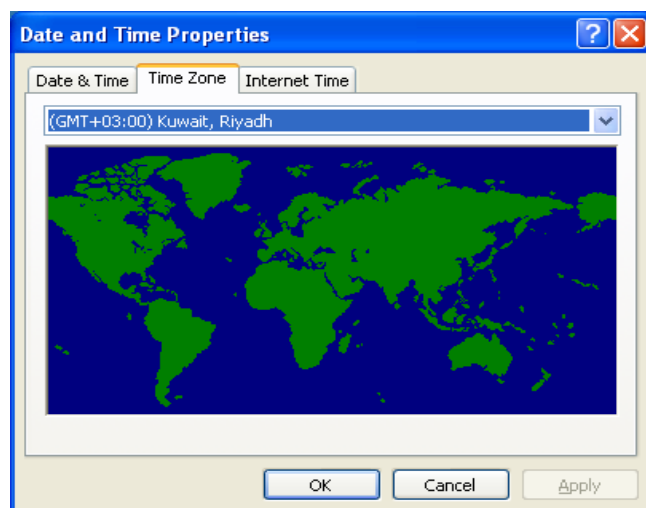 Date and Time Properties
Date & Time Time Zone Internet Time
(GMT+03:00) Kuwait, Riyadh
OK Cancel Apply